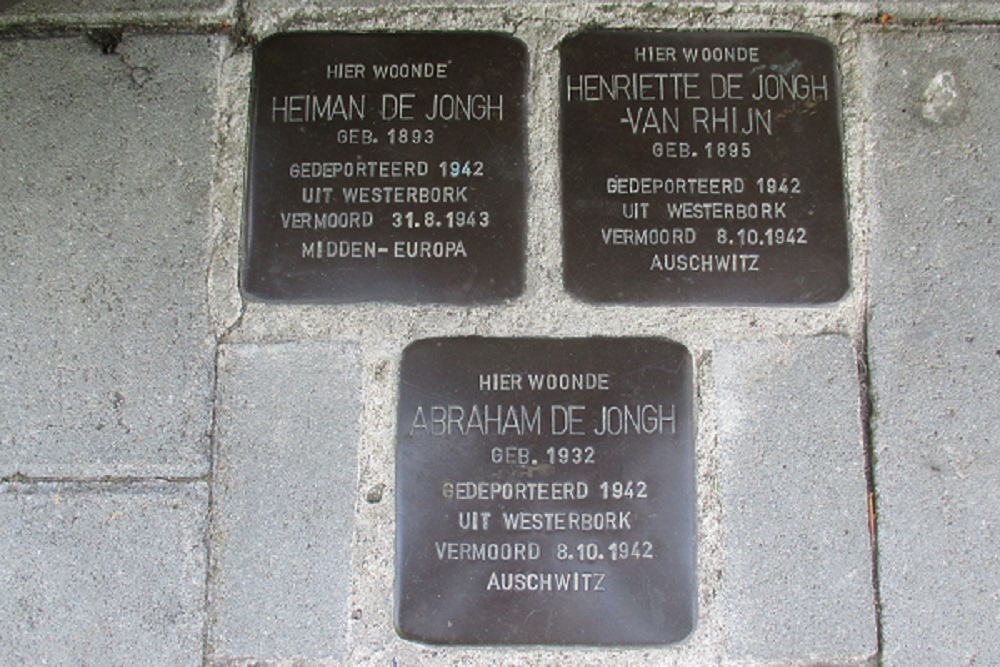 HIER WOONDE
HEIMAN DE JONGH
GEB. 1893
GEDEPORTEERD 1942
UIT WESTERBORK
VERMOORD 31.8.1943
MIDDEN-EUROPA
HIER WOONDE
HENRIETTE DE JONGH
-VAN RHIJN
GEB. 1895
GEDEPORTEERD 1942
UIT WESTERBORK
VERMOORD 8.10.1942
AUSCHWITZ
HIER WOONDE
ABRAHAM DE JONGH
GEB. 1932
GEDEPORTEERD 1942
UIT WESTERBORK
VERMOORD 8.10.1942
AUSCHWITZ